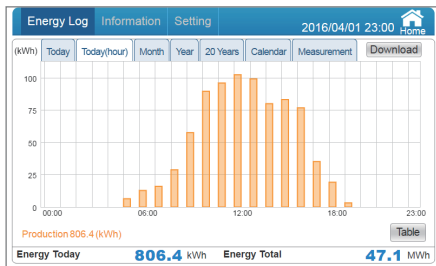 Energy Log Information Setting
2016/04/01 23:00 Home
(kWh) Today Today(hour) Month Year 20 Years Calendar Measurement Download
100
75
50
25
0
00:00 06:00 12:00 18:00 23:00
Production 806.4 (kWh)
Table
Energy Today 806.4 kWh Energy Total 47.1 MWh